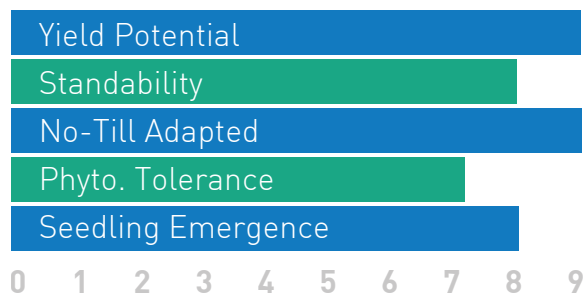 Yield Potential
Standability
No-Till Adapted
Phyto. Tolerance
Seedling Emergence
0 1 2 3 4 5 6 7 8 9